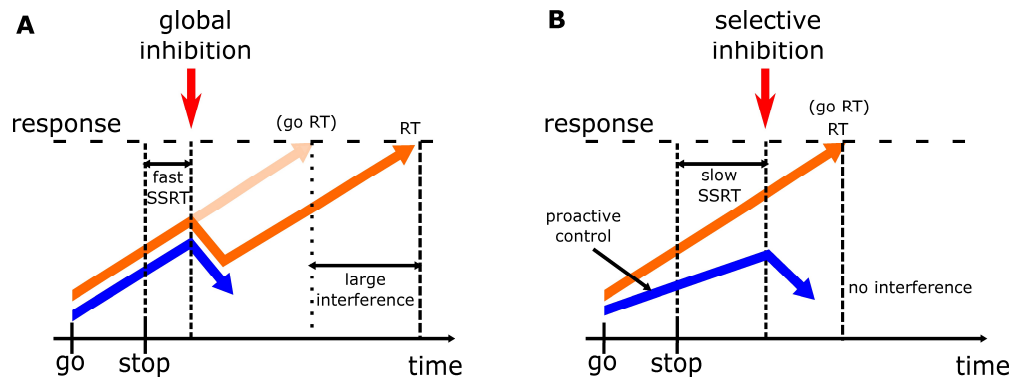 A
global
inhibition
response
(go RT)
RT
fast
SSRT
large
interference
go
stop
time
B
selective
inhibition
response
(go RT)
RT
slow
SSRT
proactive
control
no interference
go
stop
time